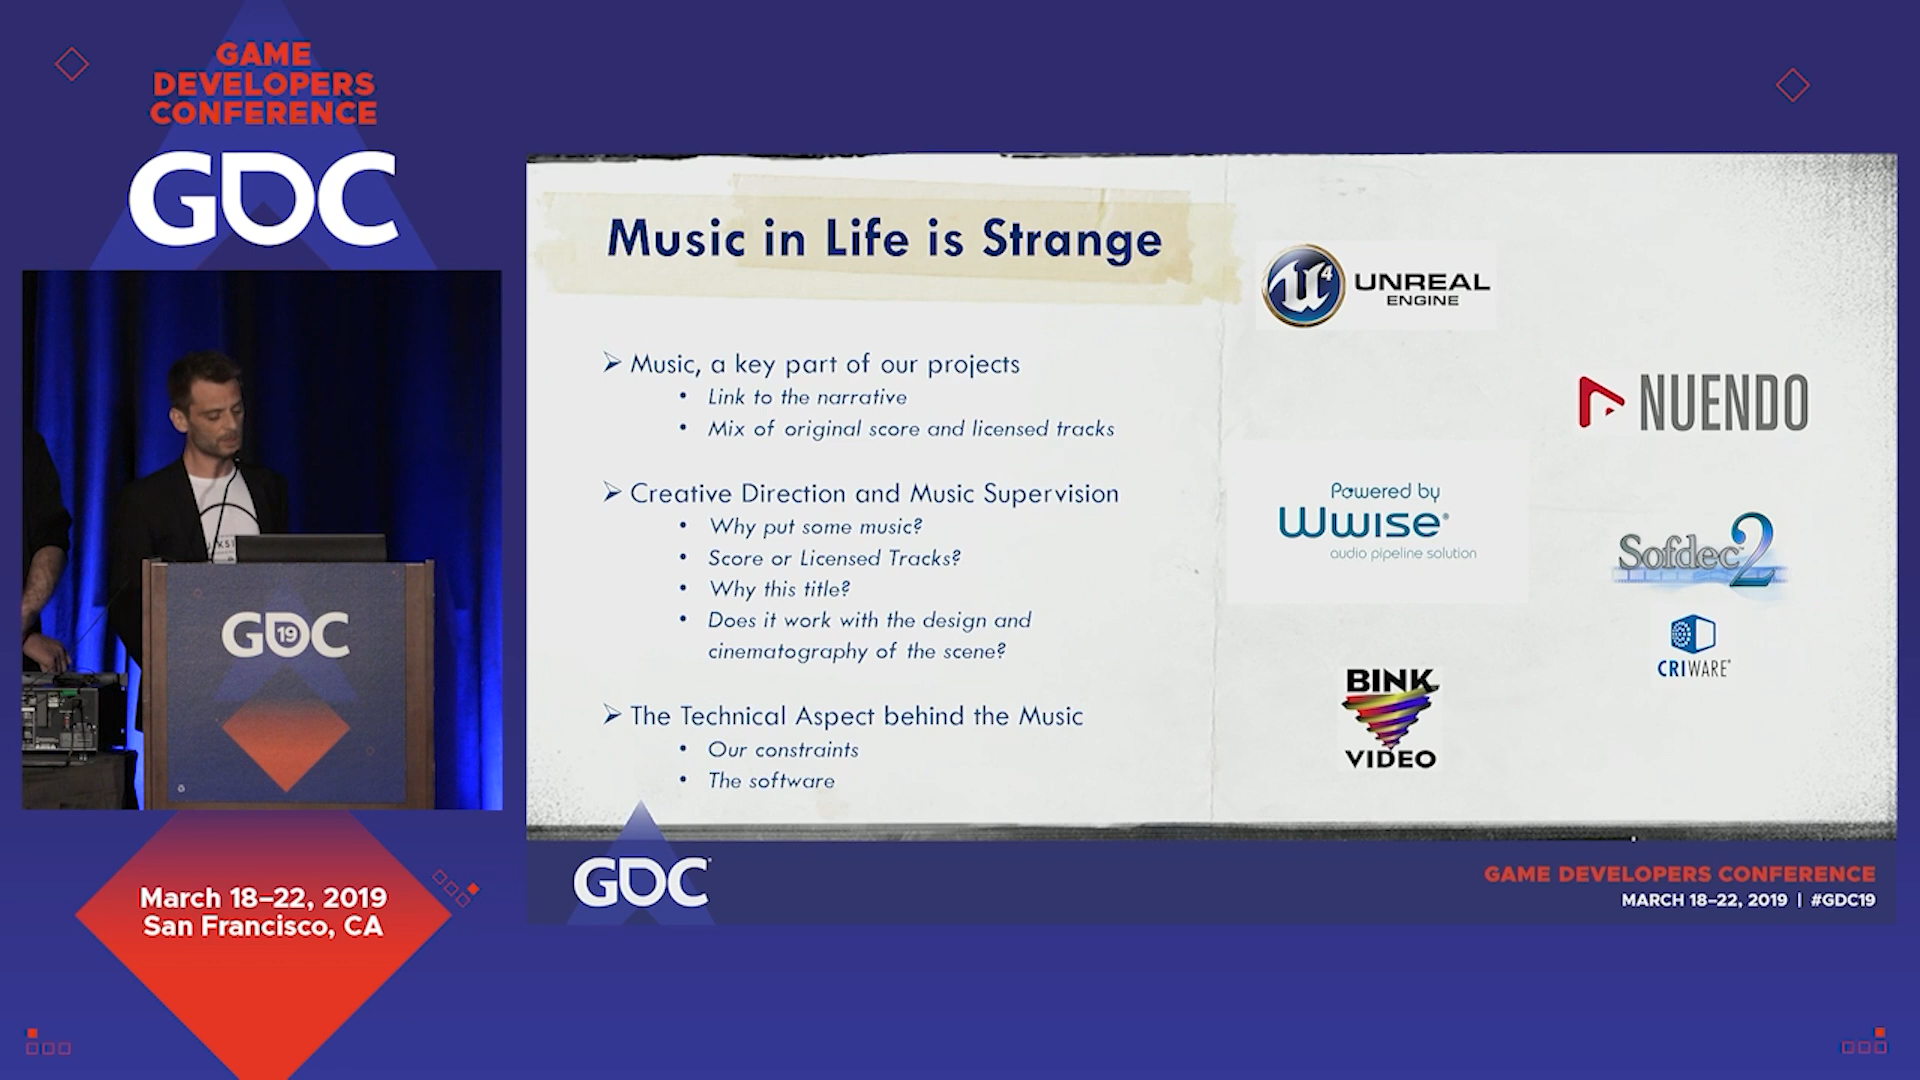 GAME
DEVELOPERS
CONFERENCE
GDC
March 18–22, 2019
San Francisco, CA
GDC
19
Music in Life is Strange
➢ Music, a key part of our projects
• Link to the narrative
• Mix of original score and licensed tracks
➢ Creative Direction and Music Supervision
• Why put some music?
• Score or Licensed Tracks?
• Why this title?
• Does it work with the design and
cinematography of the scene?
➢ The Technical Aspect behind the Music
• Our constraints
• The software
U4
UNREAL
ENGINE
NUENDO
Powered by
Wwise®
audio pipeline solution
Sofdec2
CRIWARE®
BINK
VIDEO
GDC
GAME DEVELOPERS CONFERENCE
MARCH 18–22, 2019 | #GDC19